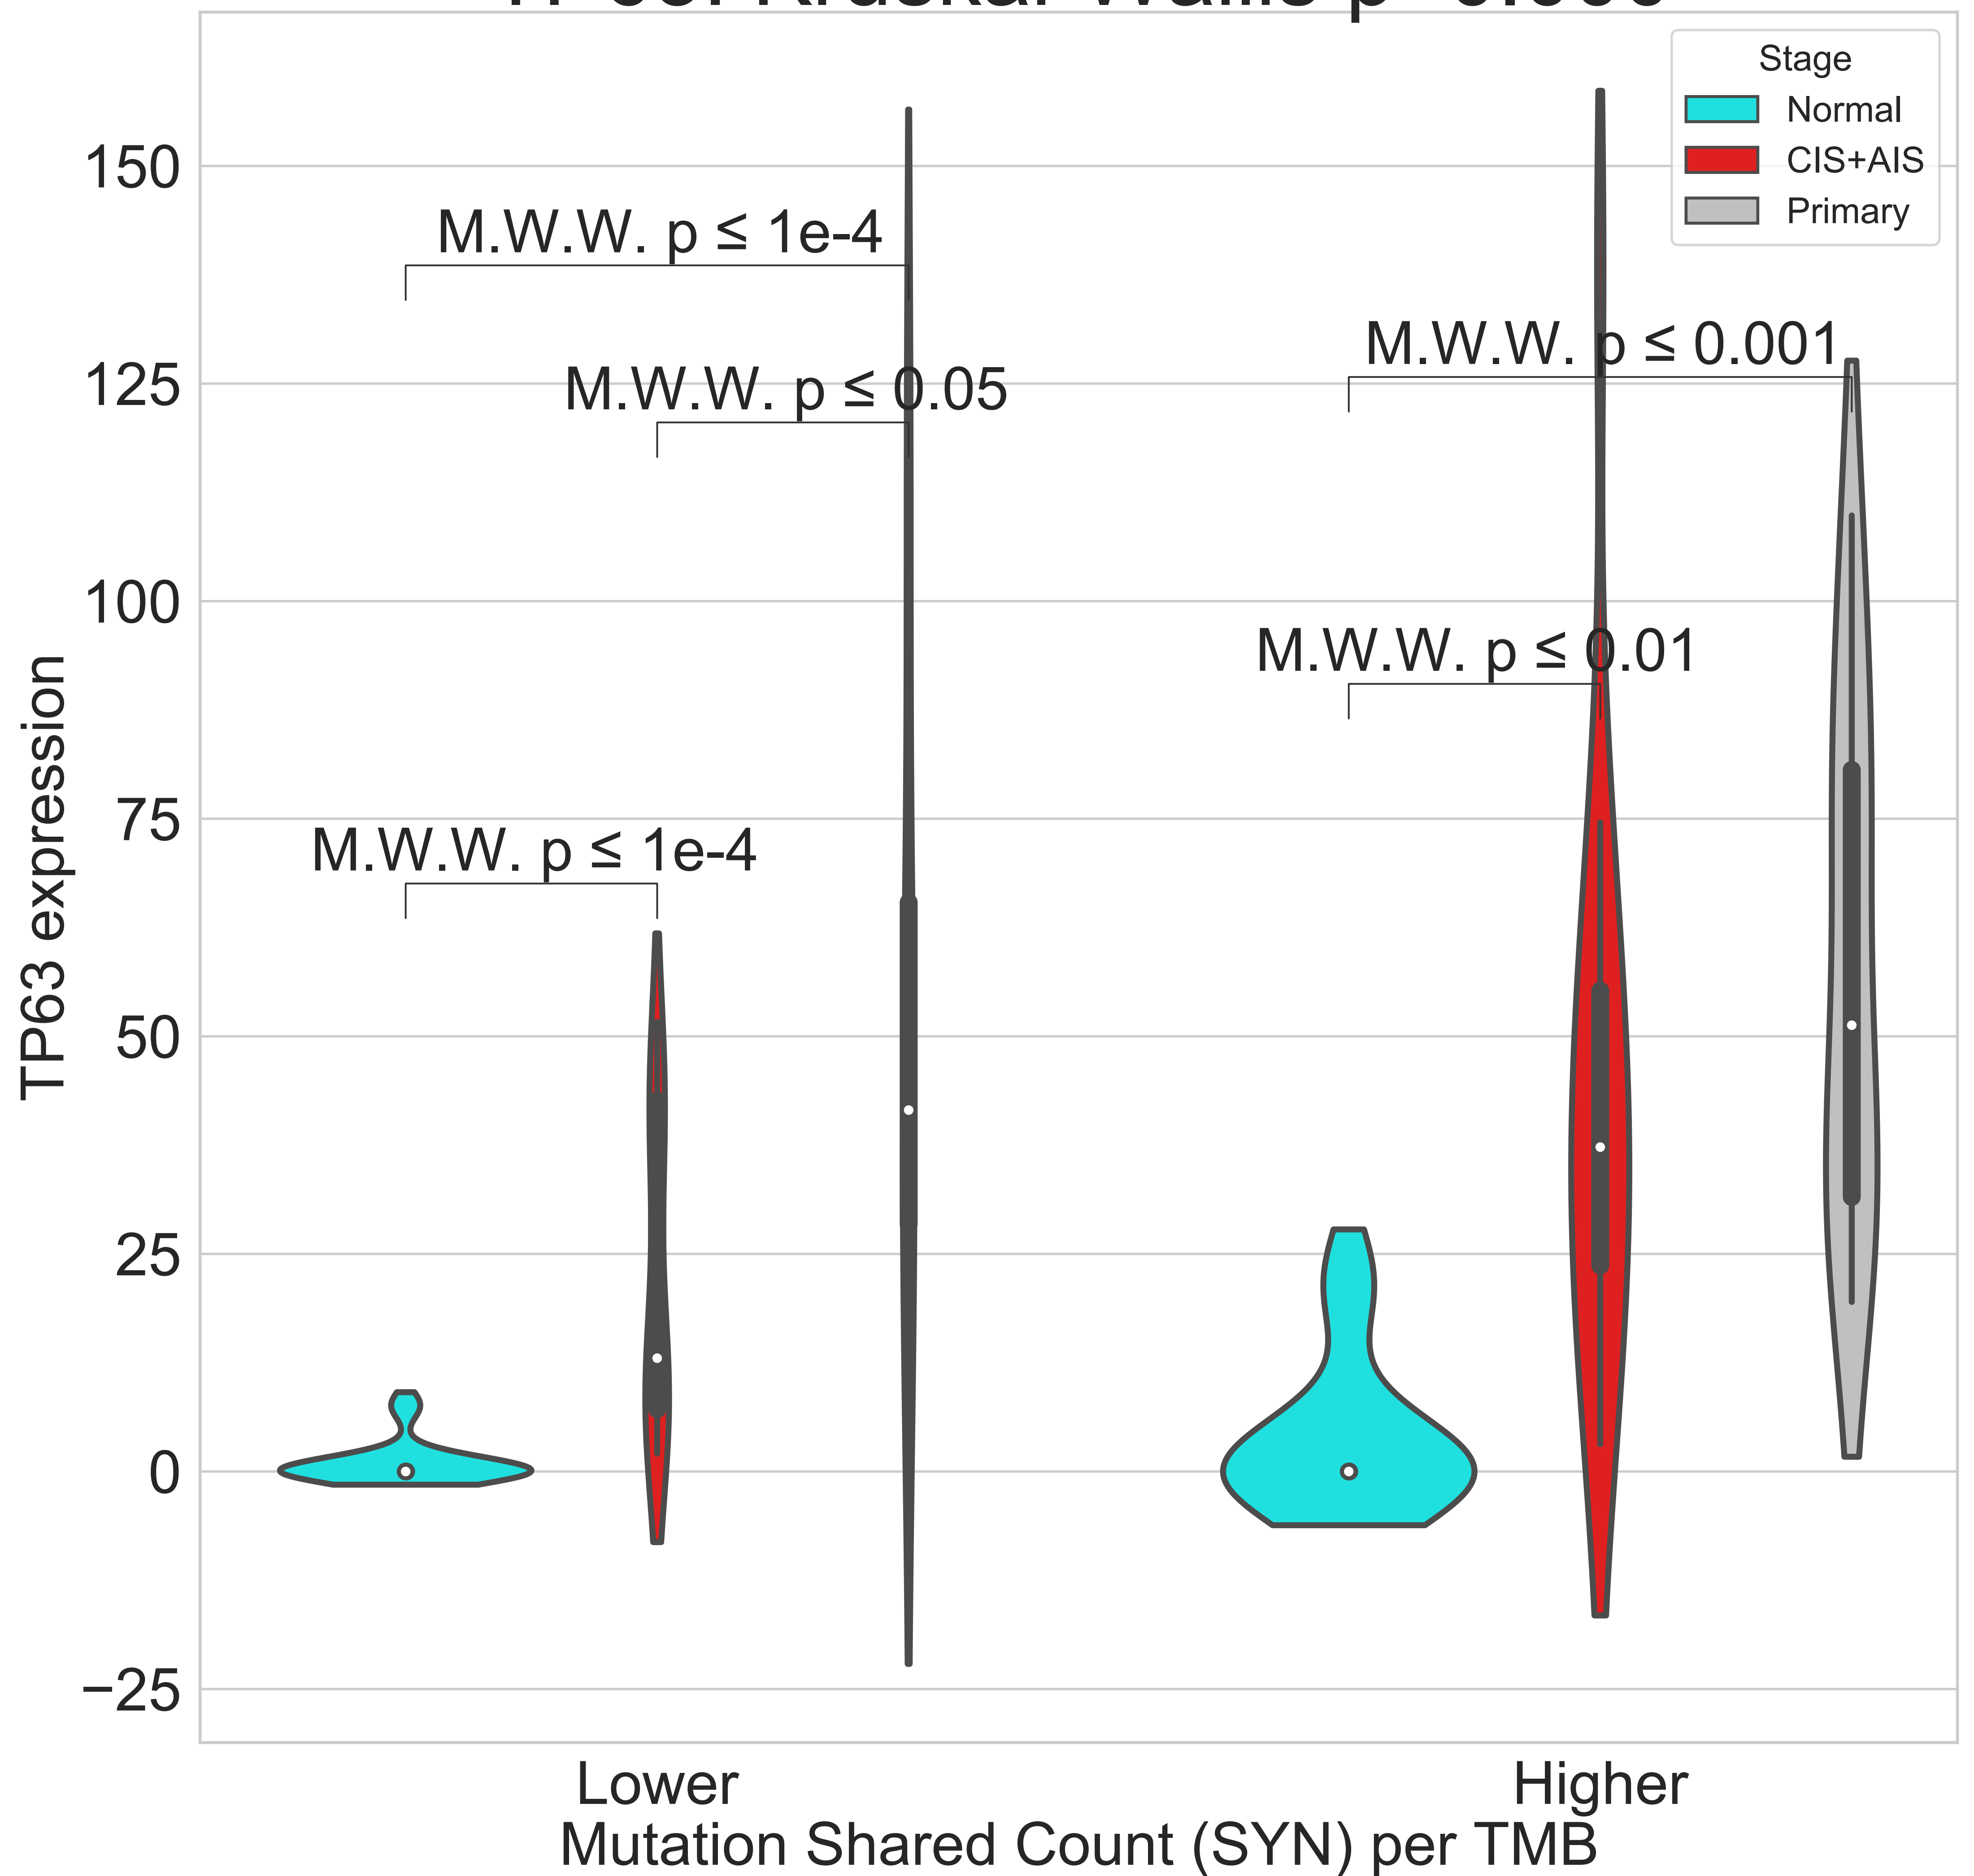 Stage
Normal
CIS+AIS
Primary
150
125
100
75
50
25
0
−25
TP63 expression
M.W.W. p ≤ 1e-4
M.W.W. p ≤ 0.05
M.W.W. p ≤ 0.001
M.W.W. p ≤ 0.01
M.W.W. p ≤ 1e-4
Lower
Higher
Mutation Shared Count (SYN) per TMB